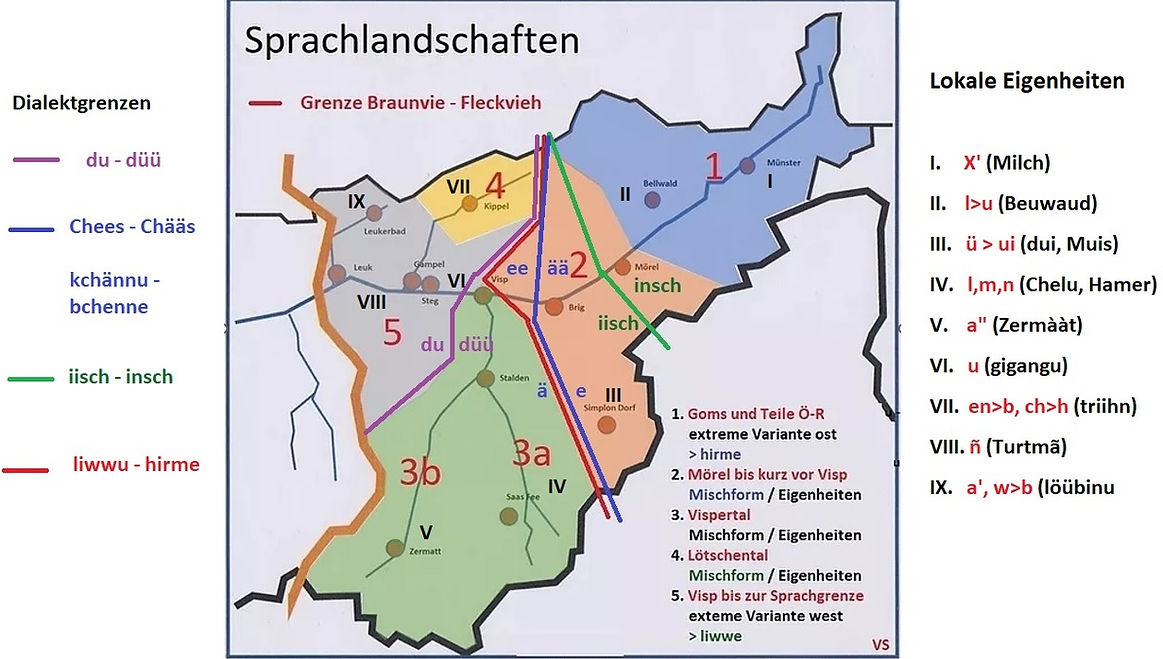 Sprachlandschaften
Dialektgrenzen
du - düü
Chees - Chääs
kchännu -
bchenne
iisch - insch
liwwu - hirme
Grenze Braunvie - Fleckvieh
1
Münster
I
II
Bellwald
VII
4
Kippel
IX
Leukerbad
Leuk
Gampel
VI
Visp
ee
ää
2
Mörel
insch
VIII
Steg
Brig
iisch
5
du
düü
Stalden
ä
e
III
Simplon Dorf
3b
3a
IV
Saas Fee
V
Zermatt
1. Goms und Teile Ö-R
extreme Variante ost
> hirme
2. Mörel bis kurz vor Visp
Mischform / Eigenheiten
3. Vispertal
Mischform / Eigenheiten
4. Lötschental
Mischform / Eigenheiten
5. Visp bis zur Sprachgrenze
exteme Variante west
> liwwe
VS
Lokale Eigenheiten
I. X' (Milch)
II. l>u (Beuwaud)
III. ü > ui (dui, Muis)
IV. l,m,n (Chelu, Hamer)
V. a" (Zermààt)
VI. u (gigangu)
VII. en>b, ch>h (triihn)
VIII. ñ (Turtmã)
IX. a', w>b (löübinu